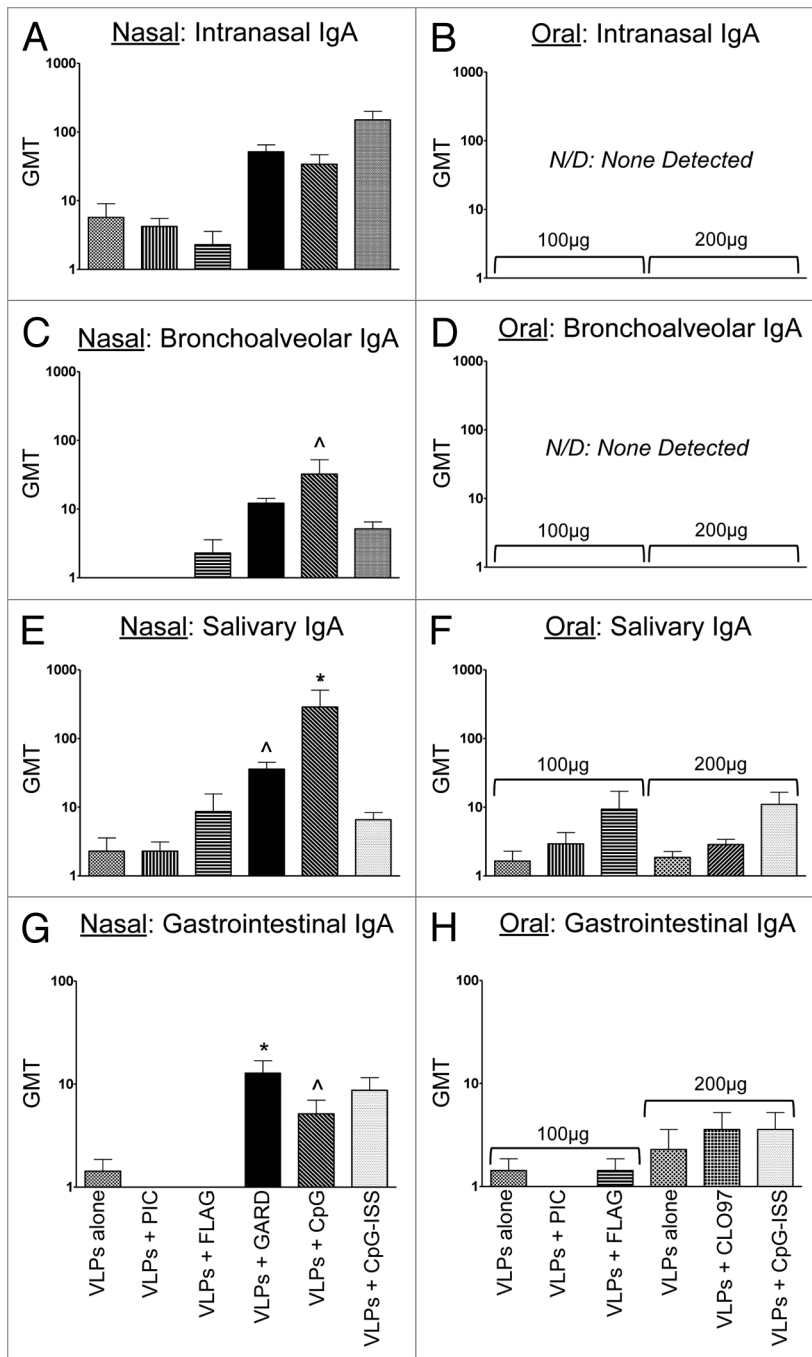 A
Nasal: Intranasal IgA
1000
100
10
1
GMT
B
Oral: Intranasal IgA
1000
100
10
1
GMT
N/D: None Detected
100µg
200µg
C
Nasal: Bronchoalveolar IgA
1000
100
10
1
GMT
^
D
Oral: Bronchoalveolar IgA
1000
100
10
1
GMT
N/D: None Detected
100µg
200µg
E
Nasal: Salivary IgA
1000
100
10
1
GMT
^
*
F
Oral: Salivary IgA
1000
100
10
1
GMT
100µg
200µg
G
Nasal: Gastrointestinal IgA
100
10
1
GMT
*
^
VLPs alone
VLPs + PIC
VLPs + FLAG
VLPs + GARD
VLPs + CpG
VLPs + CpG-ISS
H
Oral: Gastrointestinal IgA
100
10
1
GMT
100µg
200µg
VLPs alone
VLPs + PIC
VLPs + FLAG
VLPs alone
VLPs + CLO97
VLPs + CpG-ISS